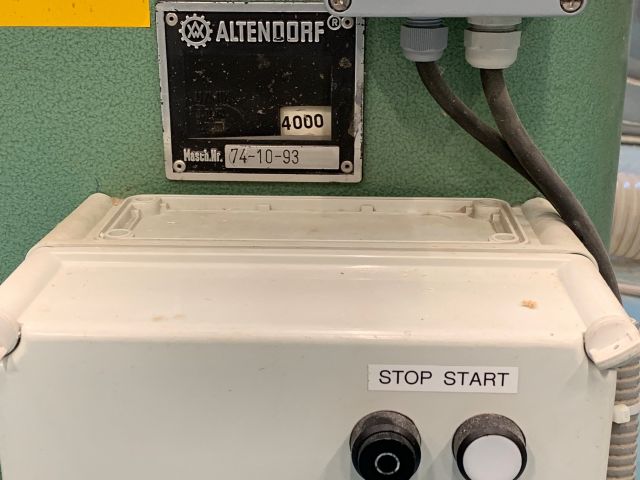 ALTENDORF®
4000
Masch.Nr. 74-10-93
STOP START